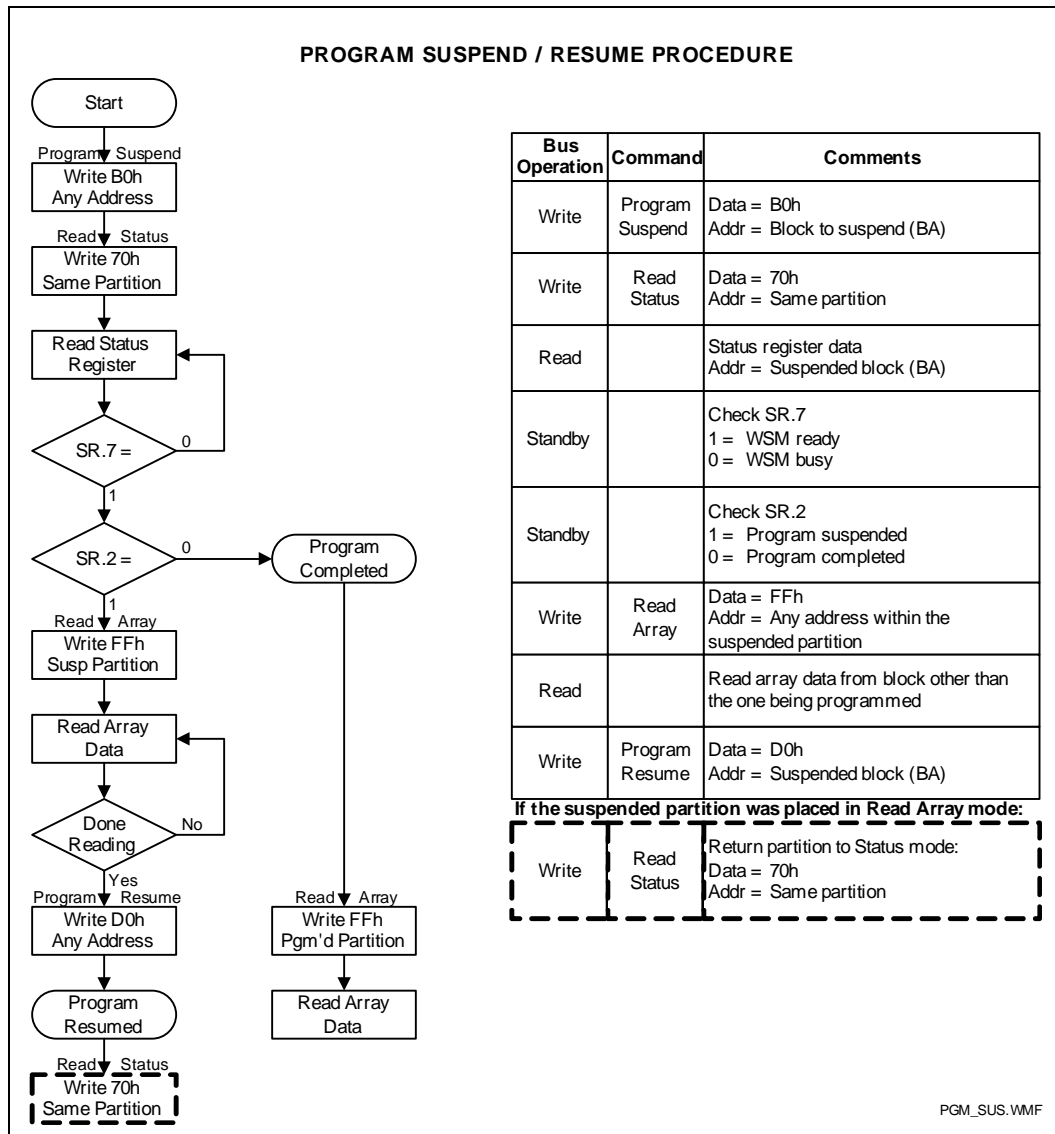 PROGRAM SUSPEND / RESUME PROCEDURE
Start
Program Suspend
Write B0h
Any Address
Read Status
Write 70h
Same Partition
Read Status
Register
SR.7 =
0
1
SR.2 =
0
Program
Completed
1
Read Array
Write FFh
Susp Partition
Read Array
Data
Done
Reading
No
Yes
Program Resume
Write D0h
Any Address
Program
Resumed
Read Status
Write 70h
Same Partition
Read Array
Write FFh
Pgm'd Partition
Read Array
Data
Bus
Operation
Command
Comments
Write
Program
Suspend
Data = B0h
Addr = Block to suspend (BA)
Write
Read
Status
Data = 70h
Addr = Same partition
Read
Status register data
Addr = Suspended block (BA)
Standby
Check SR.7
1 = WSM ready
0 = WSM busy
Standby
Check SR.2
1 = Program suspended
0 = Program completed
Write
Read
Array
Data = FFh
Addr = Any address within the
suspended partition
Read
Read array data from block other than
the one being programmed
Write
Program
Resume
Data = D0h
Addr = Suspended block (BA)
If the suspended partition was placed in Read Array mode:
Write
Read
Status
Return partition to Status mode:
Data = 70h
Addr = Same partition
PGM_SUS.WMF